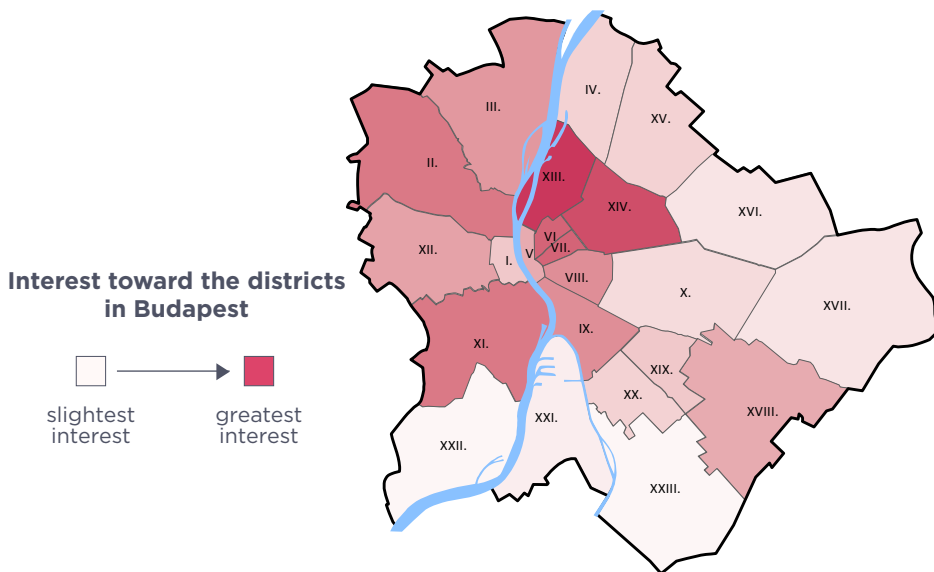 Interest toward the districts
in Budapest
slightest
interest
greatest
interest
IV.
III.
XV.
II.
XIII.
XIV.
XVI.
VI.
XII.
V.
VII.
I.
VIII.
X.
XVII.
IX.
XI.
XIX.
XX.
XVIII.
XXI.
XXII.
XXIII.